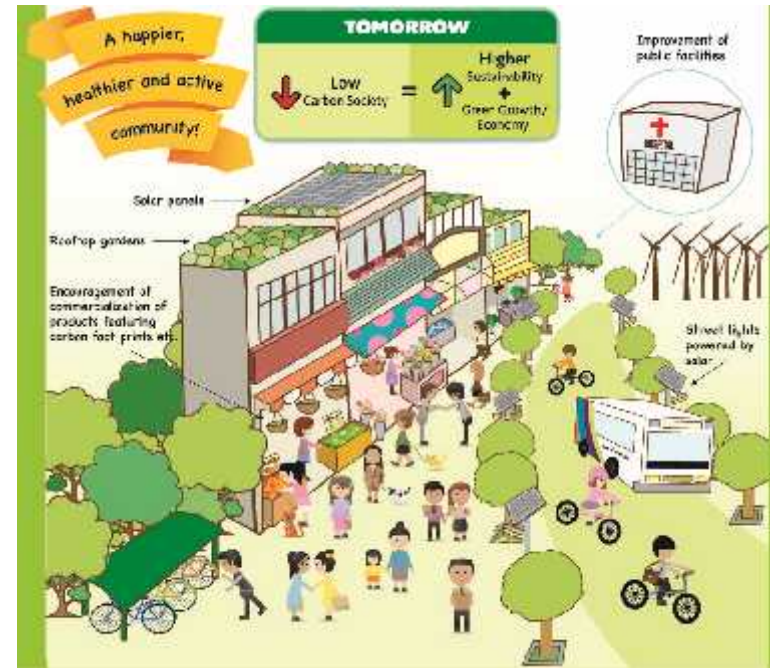 A happier,
healthier and active
community!
TOMORROW
Low
Carbon Society
=
Higher
Sustainability
+
Green Growth/
Economy
Improvement of
public facilities
Solar panels
Rooftop gardens
Encouragement of
commercialization of
products featuring
carbon foot prints etc.
Street lights
powered by
solar